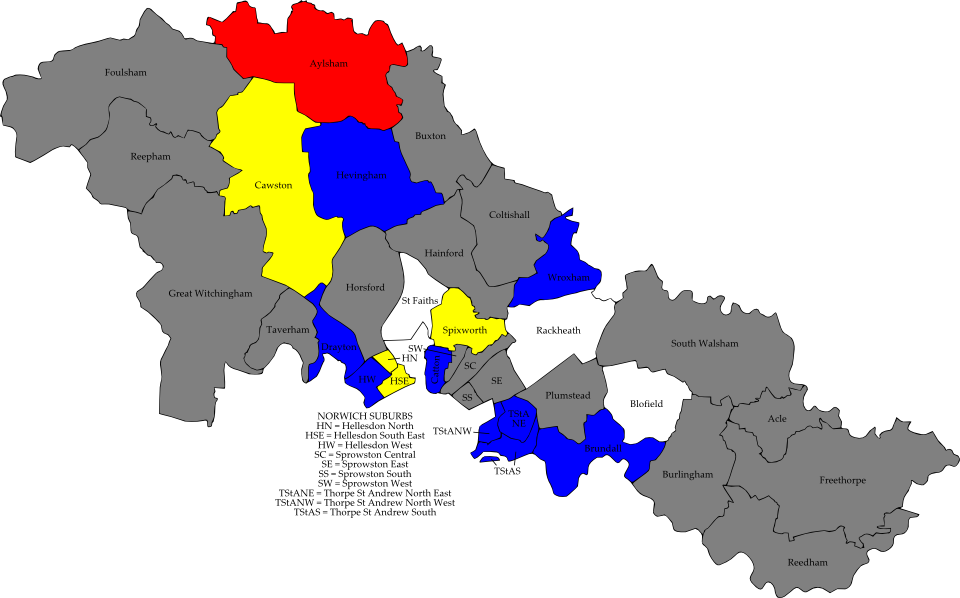 Aylsham
Foulsham
Buxton
Reepham
Hevingham
Cawston
Coltishall
Hainford
Wroxham
Horsford
Great Witchingham
St Faiths
Taverham
Spixworth
Rackheath
South Walsham
Drayton
SW
HN
SC
HW
HSE
SE
SS
Plumstead
Blofield
NORWICH SUBURBS
HN = Hellesdon North
HSE = Hellesdon South East
HW = Hellesdon West
SC = Sprowston Central
SE = Sprowston East
SS = Sprowston South
SW = Sprowston West
TStANE = Thorpe St Andrew North East
TStANW = Thorpe St Andrew North West
TStAS = Thorpe St Andrew South
TStA
NE
TStANW
TStAS
Acle
Burlingham
Freethorpe
Reedham